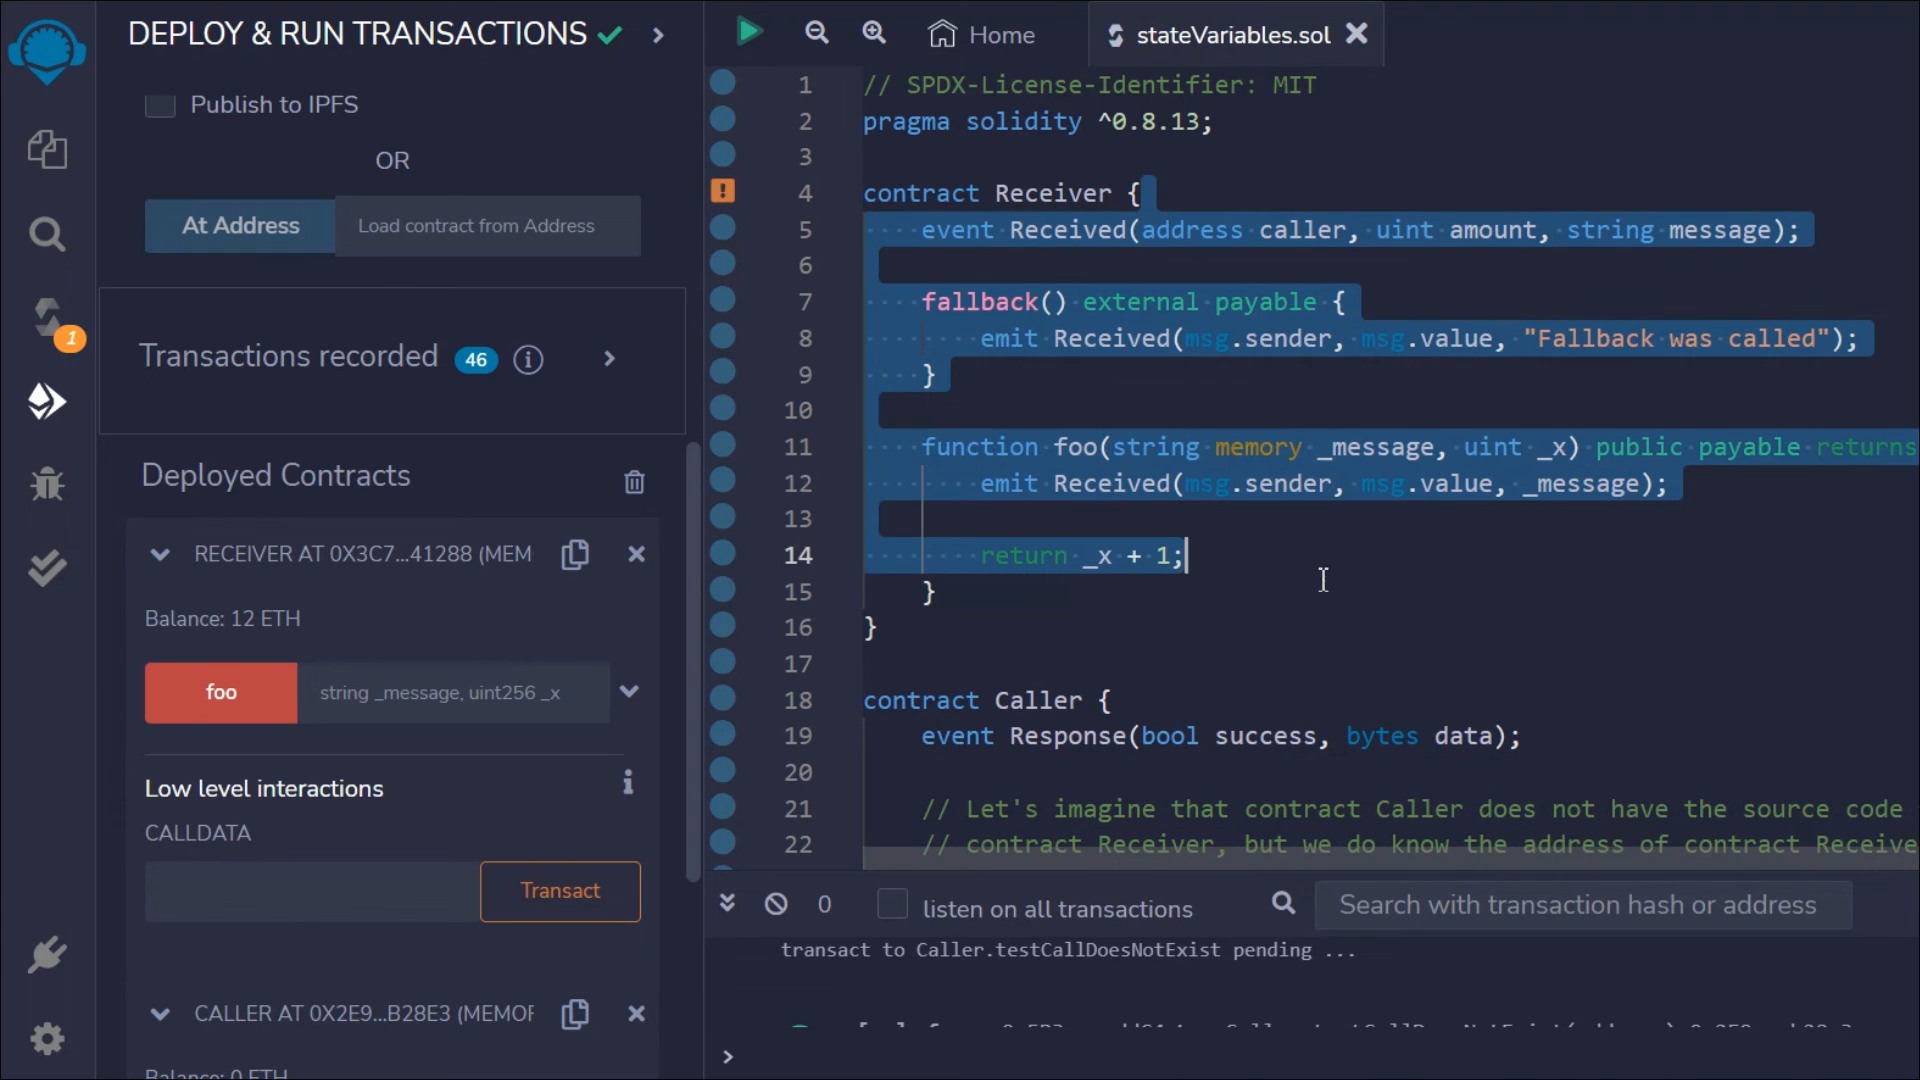 DEPLOY & RUN TRANSACTIONS
Publish to IPFS
OR
At Address
Load contract from Address
Transactions recorded 46
Deployed Contracts
RECEIVER AT 0X3C7...41288 (MEM
Balance: 12 ETH
foo
string _message, uint256 _x
Low level interactions
CALLDATA
Transact
CALLER AT 0X2E9...B28E3 (MEMOR
Balance: 0 ETH
1
Home
stateVariables.sol
1 // SPDX-License-Identifier: MIT
2 pragma solidity ^0.8.13;
3
4 contract Receiver {
5 event Received(address caller, uint amount, string message);
6
7 fallback() external payable {
8 emit Received(msg.sender, msg.value, "Fallback was called");
9 }
10
11 function foo(string memory _message, uint _x) public payable returns
12 emit Received(msg.sender, msg.value, _message);
13
14 return _x + 1;
15 }
16 }
17
18 contract Caller {
19 event Response(bool success, bytes data);
20
21 // Let's imagine that contract Caller does not have the source code
22 // contract Receiver, but we do know the address of contract Receive
0
listen on all transactions
Search with transaction hash or address
transact to Caller.testCallDoesNotExist pending ...
>